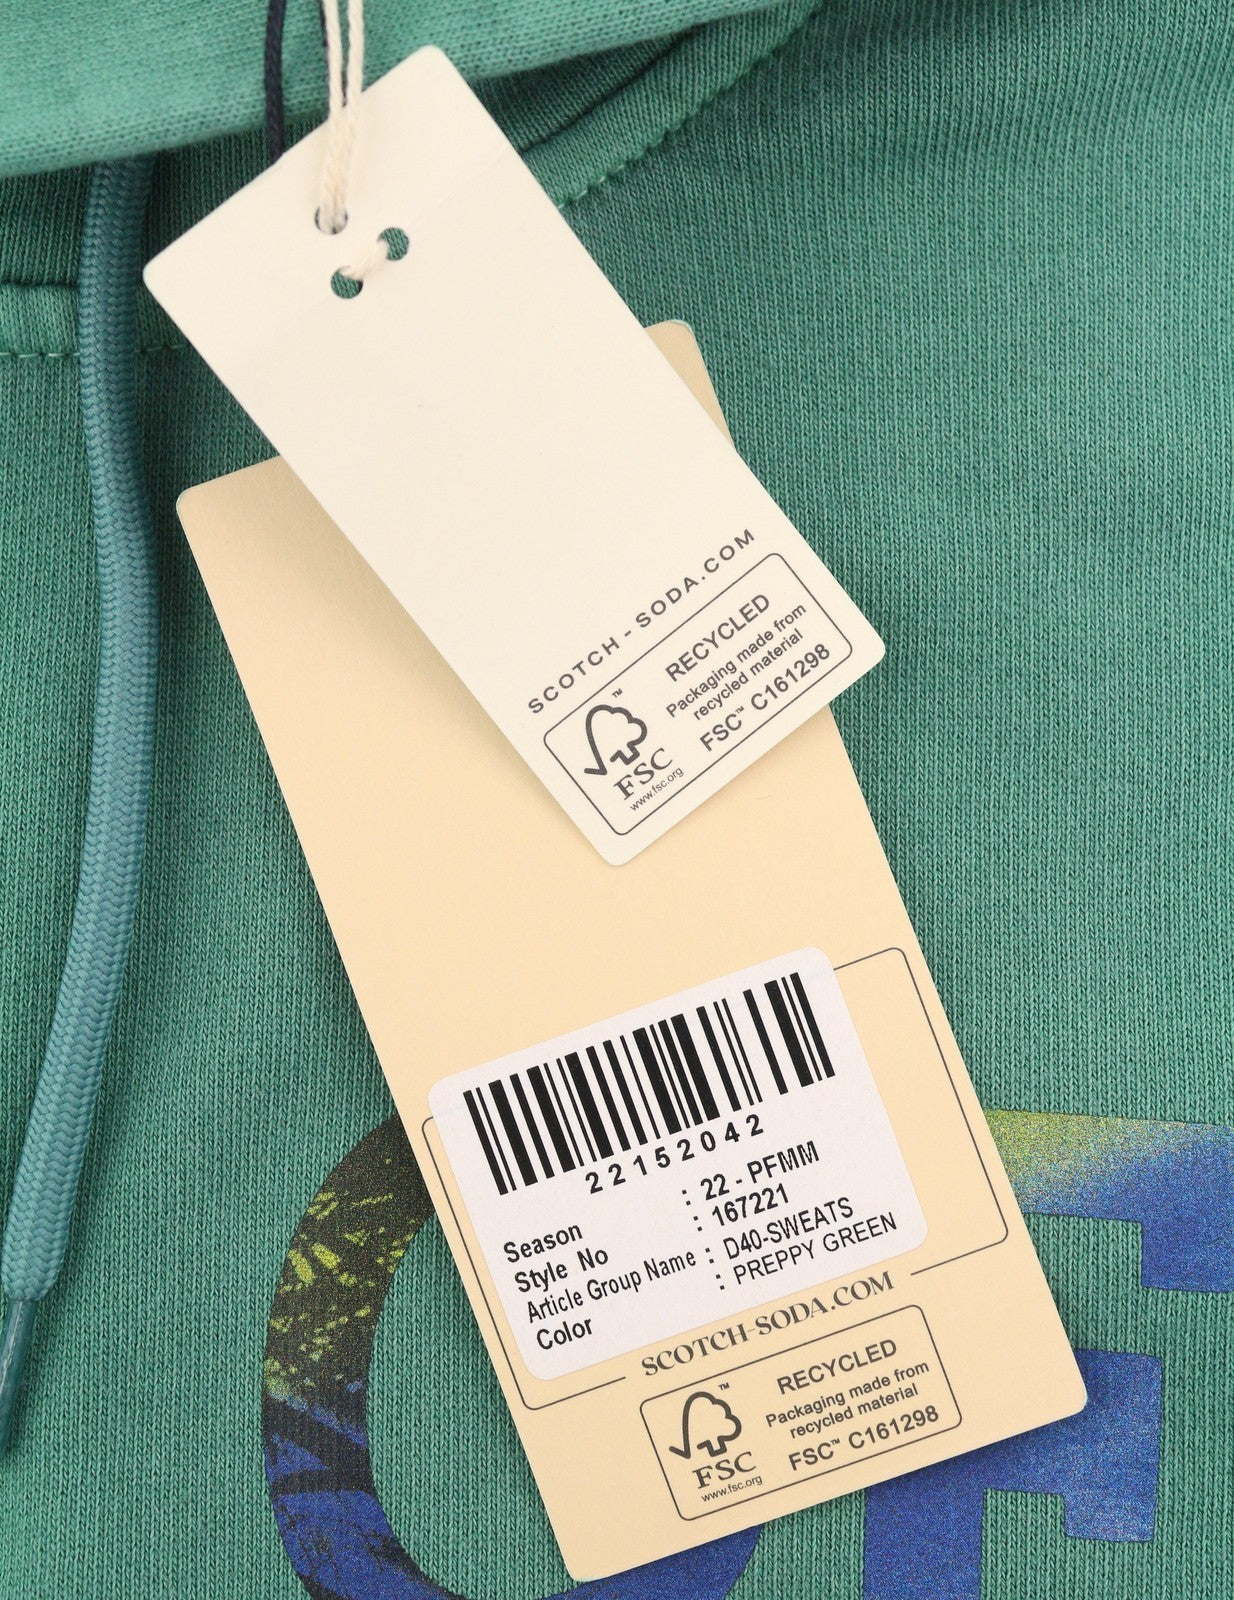 SCOTCH - SODA.COM
RECYCLED
Packaging made from
recycled material
FSC™ C161298
™
FSC
www.fsc.org
22152042
Season : 22 - PFMM
Style No : 167221
Article Group Name : D40-SWEATS
Color : PREPPY GREEN
SCOTCH-SODA.COM
RECYCLED
Packaging made from
recycled material
FSC™ C161298
™
FSC
www.fsc.org